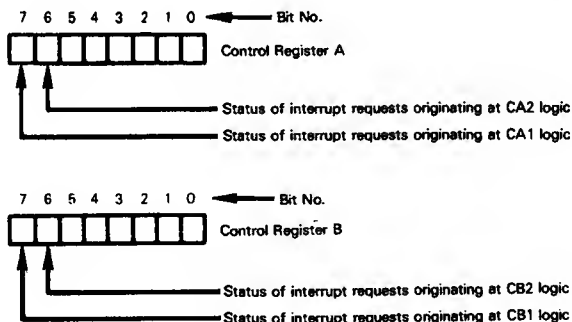 7 6 5 4 3 2 1 0 Bit No.
Control Register A
Status of interrupt requests originating at CA2 logic
Status of interrupt requests originating at CA1 logic
7 6 5 4 3 2 1 0 Bit No.
Control Register B
Status of interrupt requests originating at CB2 logic
Status of interrupt requests originating at CB1 logic